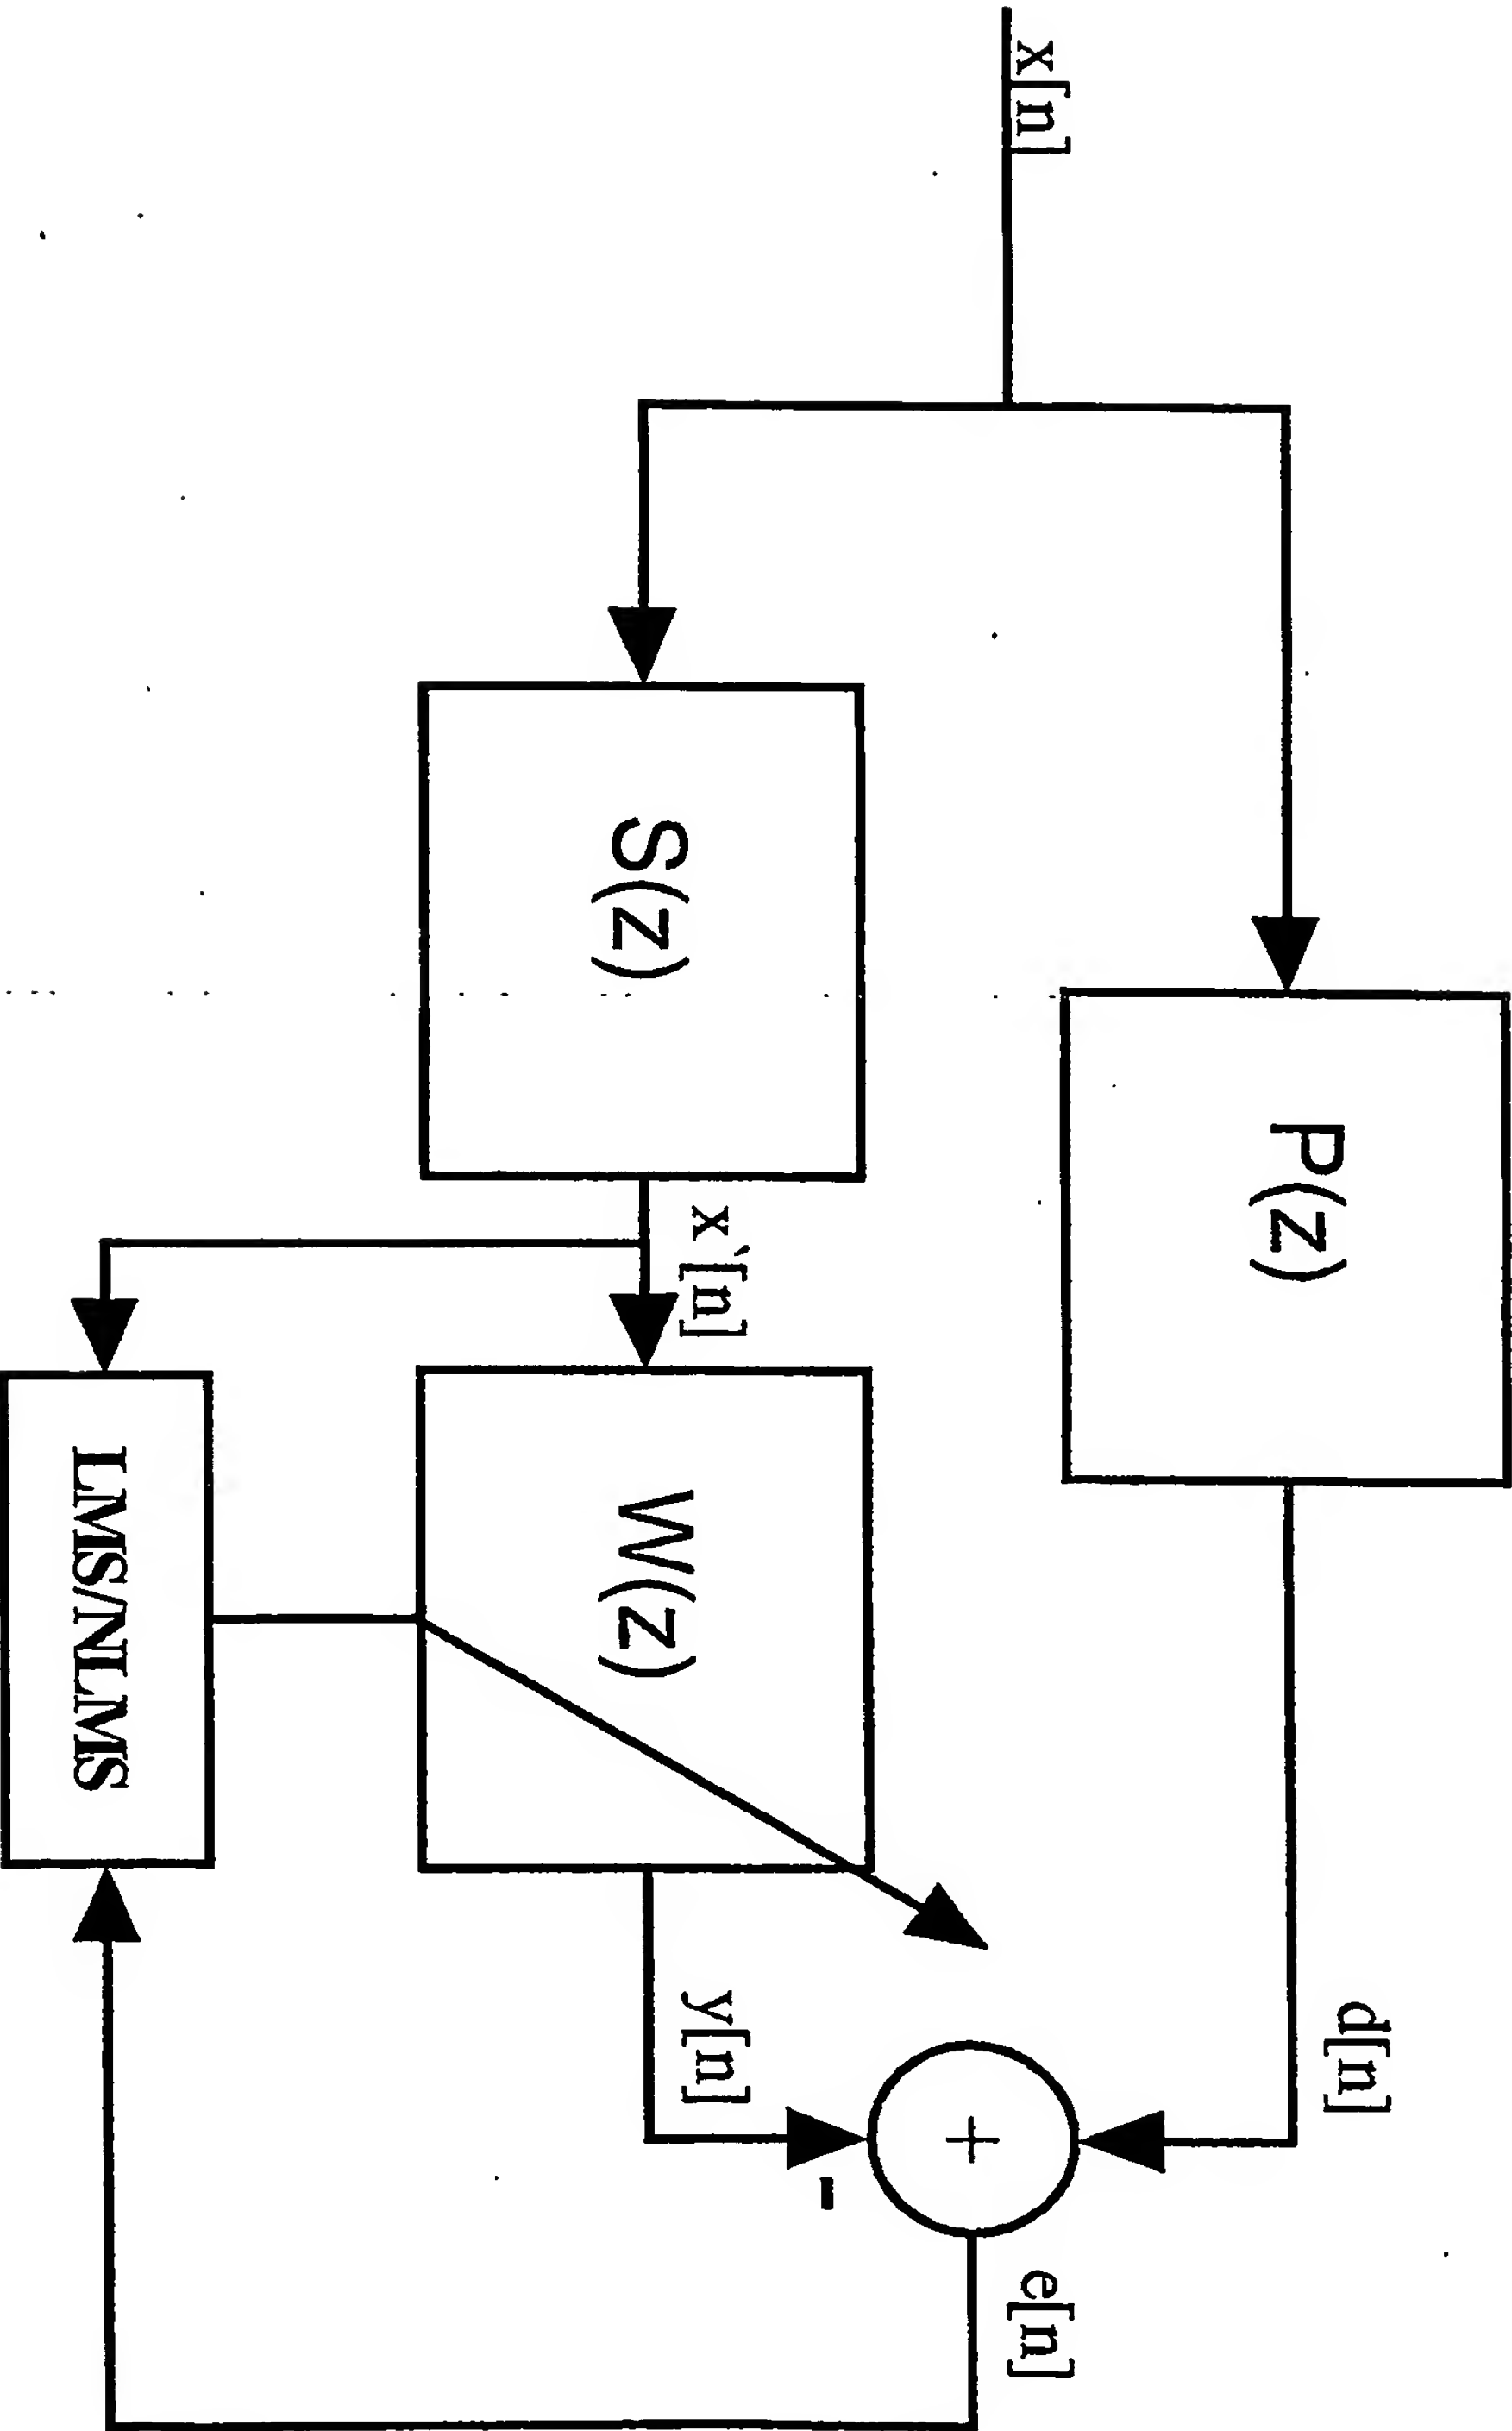 x[n]
P(z)
d[n]
S(z)
x`[n]
W(z)
y[n]
+
-
e[n]
LMS/NLMS